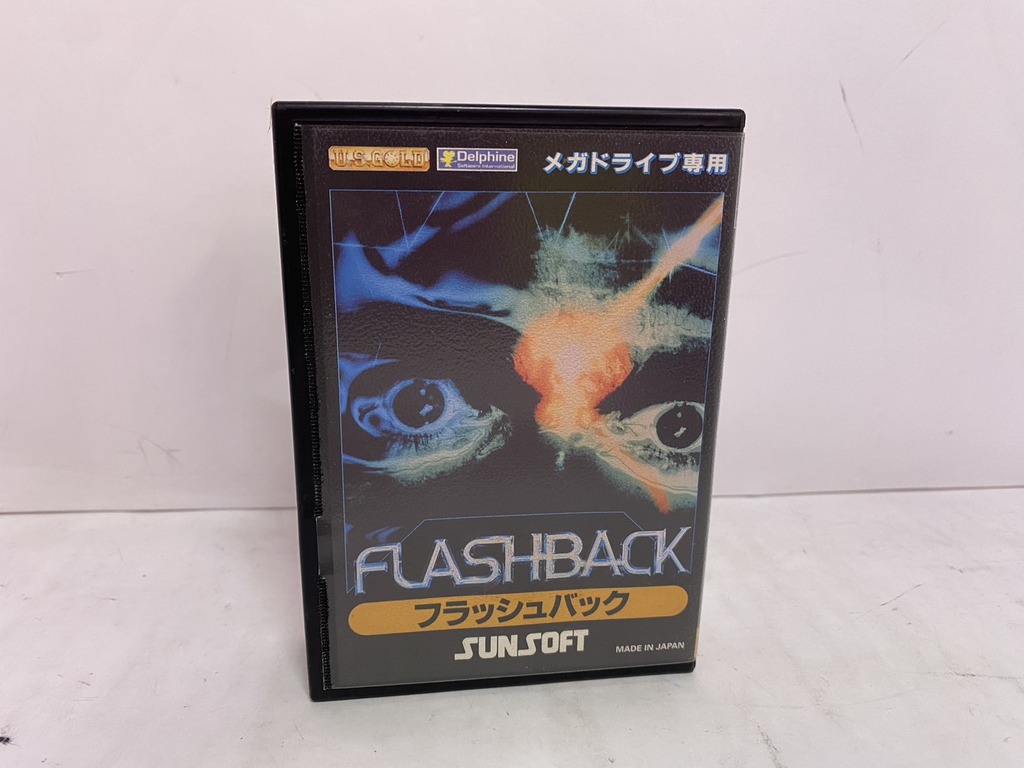 U.S. GOLD
Delphine
Software International
メガドライブ専用
FLASHBACK
フラッシュバック
SUNSOFT
MADE IN JAPAN